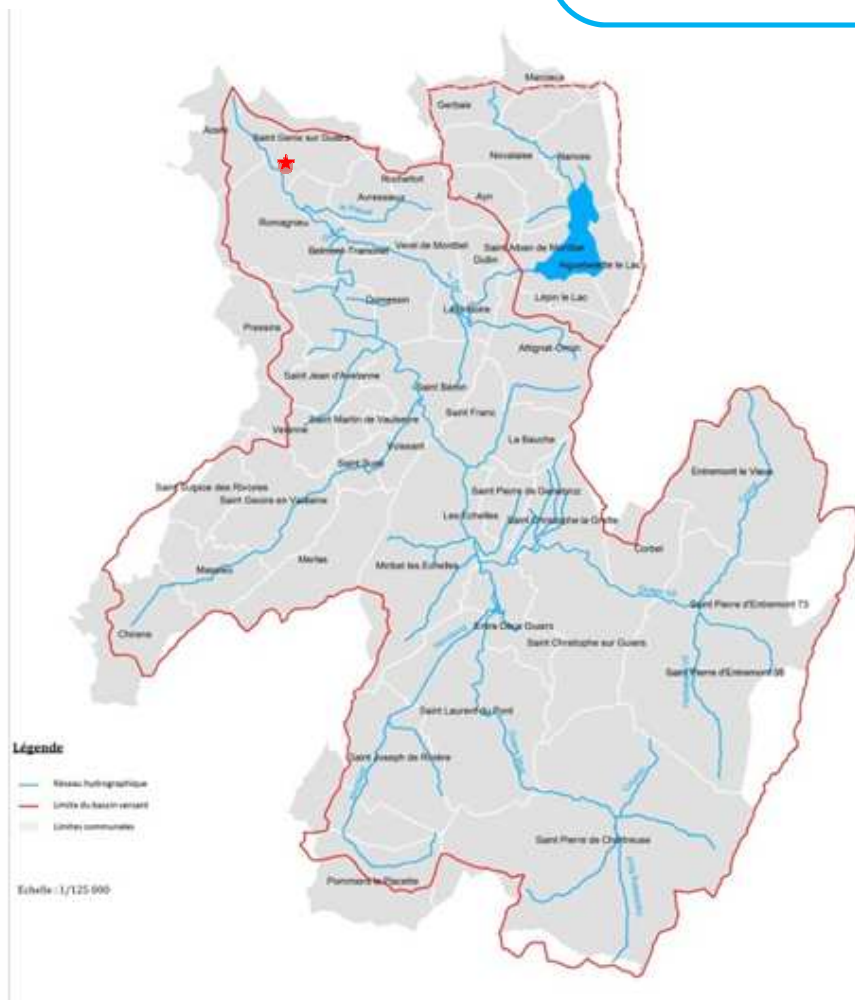 Marcieux
Gerbaix
Aoste
Saint Genix sur Guiers
Novalaise
Nances
Rochefort
Avressieux
Ayn
Romagnieu
Verel de Montbel
Saint Alban de Montbel
Belmont-Tramonet
Dullin
Aiguebelette le Lac
Domessin
Lépin le Lac
La Bridoire
Pressins
Attignat-Oncin
Saint Jean d'Avelanne
Saint Béron
Saint Franc
Saint Martin de Vaulserre
Voissant
La Bauche
Saint Bueil
Entremont le Vieux
Saint Sulpice des Rivoires
Saint Geoire en Valdaine
Saint Pierre de Genebroz
Les Echelles
Saint Christophe la Grotte
Corbel
Merlas
Massieu
Miribel les Echelles
Saint Pierre d'Entremont 73
Chirens
Entre Deux Guiers
Saint Christophe sur Guiers
Saint Pierre d'Entremont 38
Saint Laurent du Pont
Légende
Saint Joseph de Rivière
Réseau hydrographique
Limite du bassin versant
Limites communales
Saint Pierre de Chartreuse
Pommiers la Placette
Echelle : 1/125 000